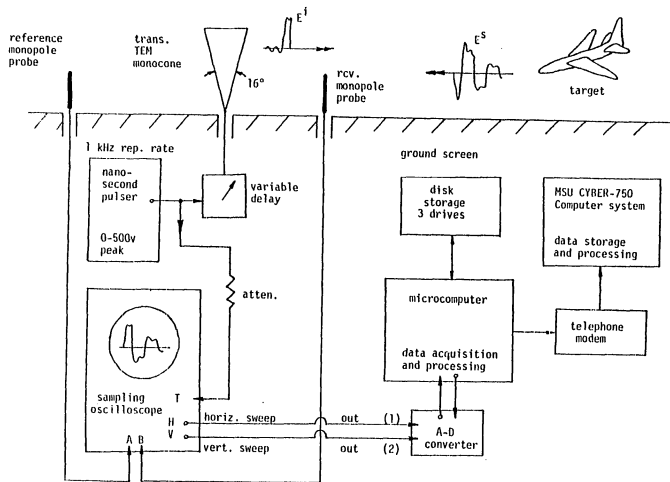 reference
monopole
probe
trans.
TEM
monocone
16°
E^i
rcv.
monopole
probe
E^s
target
1 kHz rep. rate
nano-
second
pulser
0-500v
peak
variable
delay
atten.
ground screen
disk
storage
3 drives
MSU CYBER-750
Computer system
data storage
and processing
microcomputer
data acquisition
and processing
telephone
modem
sampling
oscilloscope
T
H
V
A B
horiz. sweep out (1)
vert. sweep out (2)
A-D
converter